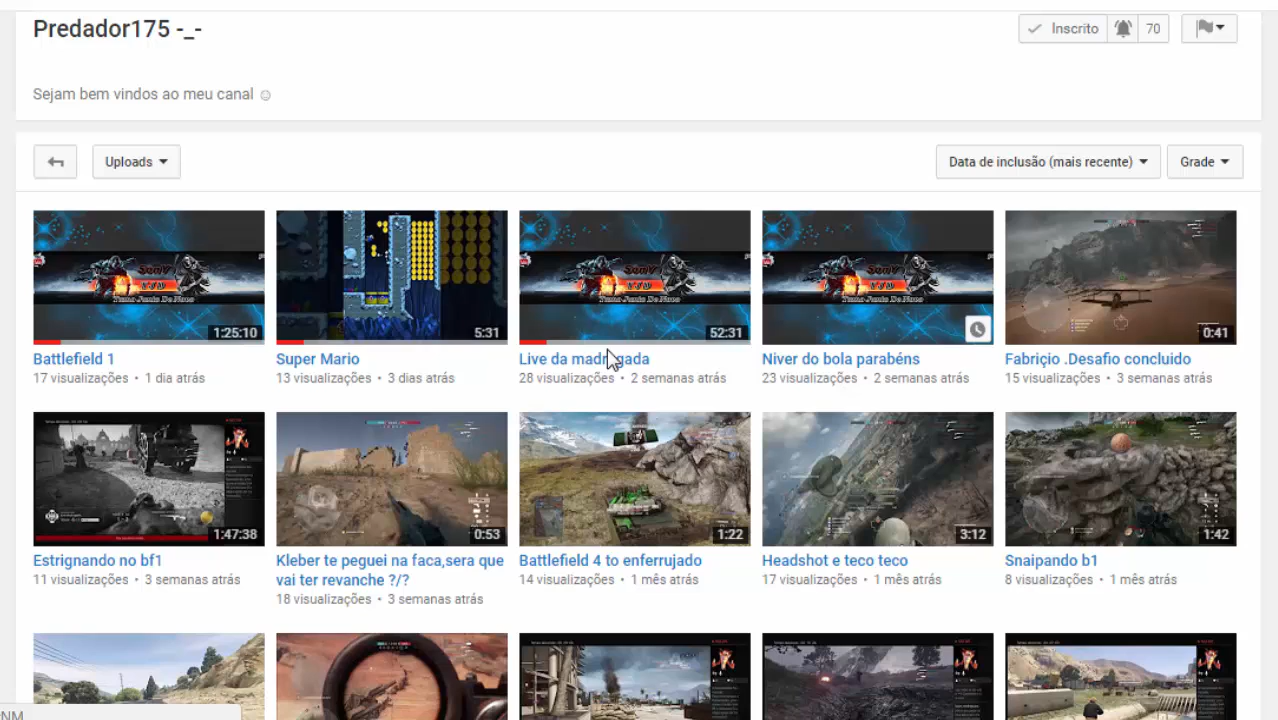 Predador175 -_-
Inscrito 70
Sejam bem vindos ao meu canal ☺
Uploads
Data de inclusão (mais recente)
Grade
1:25:10
5:31
52:31
0:41
Battlefield 1
Super Mario
Live da madrugada
Niver do bola parabéns
Fabriçio .Desafio concluido
17 visualizações • 1 dia atrás
13 visualizações • 3 dias atrás
28 visualizações • 2 semanas atrás
23 visualizações • 2 semanas atrás
15 visualizações • 3 semanas atrás
1:47:38
0:53
1:22
3:12
1:42
Estrignando no bf1
Kleber te peguei na faca,sera que
vai ter revanche ?/?
Battlefield 4 to enferrujado
Headshot e teco teco
Snaipando b1
11 visualizações • 3 semanas atrás
18 visualizações • 3 semanas atrás
14 visualizações • 1 mês atrás
17 visualizações • 1 mês atrás
8 visualizações • 1 mês atrás